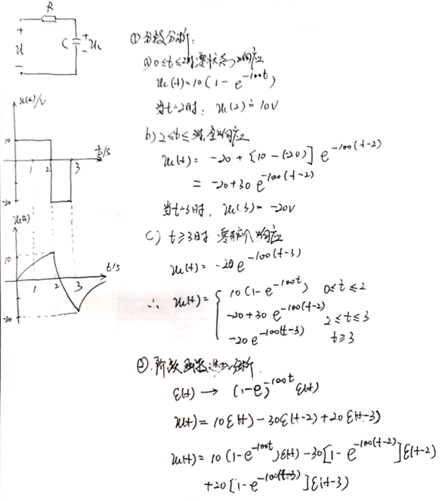 R
+
u
-
C
+
uc
-
u(t)/V
10
1
2
3
t/s
-20
uc(t)
10
1
2
3
t/s
-20
① 分段分析:
a) 0≤t≤2时 零状态响应
uc(t) = 10(1 - e^{-100t})
当t=2时, uc(2) = 10V
b) 2≤t≤3 全响应
uc(t) = -20 + [10 - (-20)] e^{-100(t-2)}
= -20+30 e^{-100(t-2)}
当t=3时, uc(3) = -20V
c) t≥3时 零输入响应
uc(t) = -20 e^{-100(t-3)}
∴ uc(t) = { 10(1-e^{-100t}) 0≤t≤2
-20+30 e^{-100(t-2)} 2≤t≤3
-20 e^{-100(t-3)} t≥3
②. 阶跃函数进行分析.
ε(t) → (1-e)^{-100t} ε(t)
u(t) = 10ε(t) - 30ε(t-2) + 20ε(t-3)
uc(t) = 10(1-e^{-100t})ε(t) - 30[1 - e^{-100(t-2)}]ε(t-2)
+20[1-e^{-100(t-3)}]ε(t-3)